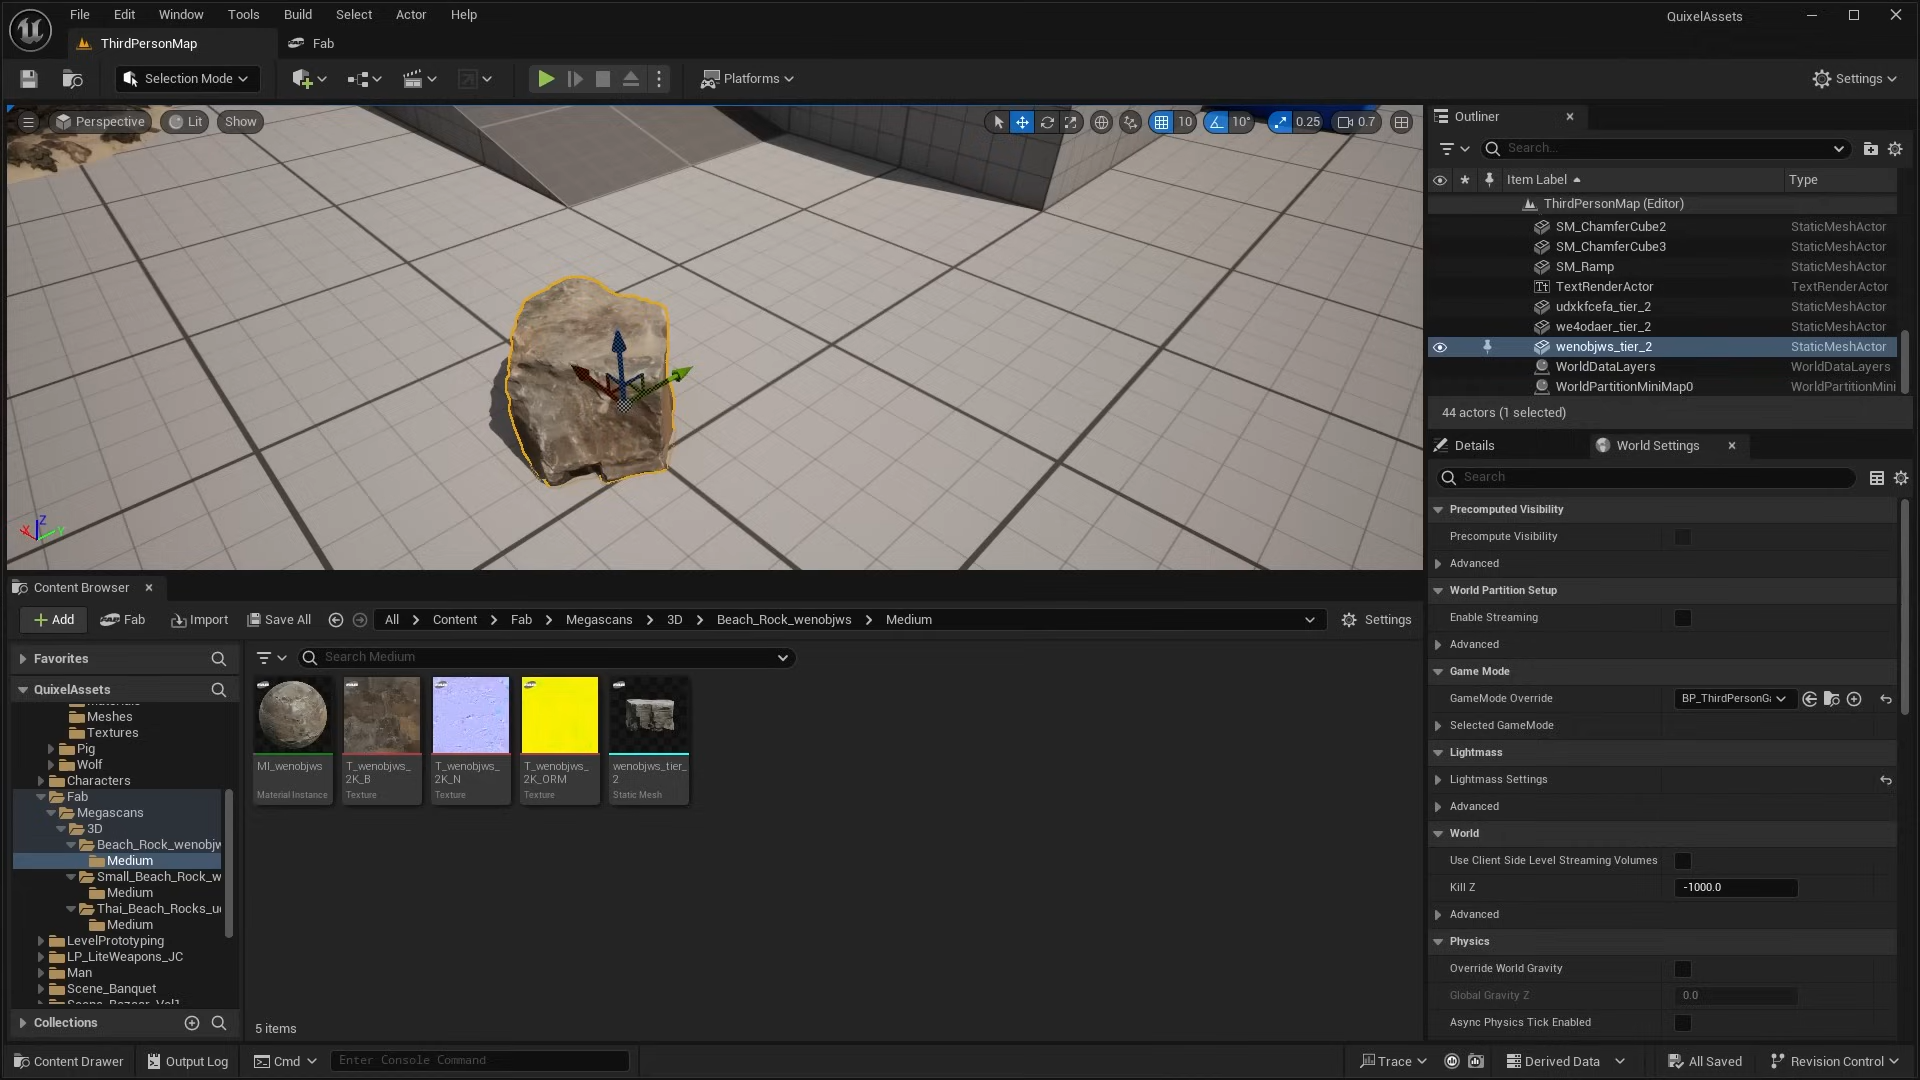 File Edit Window Tools Build Select Actor Help
QuixelAssets
ThirdPersonMap
Fab
Selection Mode
Platforms
Settings
Perspective
Lit
Show
10
10°
0.25
0.7
Outliner
Search...
Item Label
Type
ThirdPersonMap (Editor)
SM_ChamferCube2 StaticMeshActor
SM_ChamferCube3 StaticMeshActor
SM_Ramp StaticMeshActor
TextRenderActor TextRenderActor
udxkfcefa_tier_2 StaticMeshActor
we4odaer_tier_2 StaticMeshActor
wenobjws_tier_2 StaticMeshActor
WorldDataLayers WorldDataLayers
WorldPartitionMiniMap0 WorldPartitionMini
44 actors (1 selected)
Details
World Settings
Search
Precomputed Visibility
Precompute Visibility
Advanced
World Partition Setup
Enable Streaming
Advanced
Game Mode
GameMode Override BP_ThirdPersonGa
Selected GameMode
Lightmass
Lightmass Settings
Advanced
World
Use Client Side Level Streaming Volumes
Kill Z -1000.0
Advanced
Physics
Override World Gravity
Global Gravity Z 0.0
Async Physics Tick Enabled
X Z Y
Content Browser
Add
Fab
Import
Save All
All > Content > Fab > Megascans > 3D > Beach_Rock_wenobjws > Medium
Settings
Favorites
QuixelAssets
Meshes
Textures
Pig
Wolf
Characters
Fab
Megascans
3D
Beach_Rock_wenobjw
Medium
Small_Beach_Rock_w
Medium
Thai_Beach_Rocks_u
Medium
LevelPrototyping
LP_LiteWeapons_JC
Man
Scene_Banquet
Scene_Bazaar_Vol1
Collections
Search Medium
MI_wenobjws
Material Instance
T_wenobjws_
2K_B
Texture
T_wenobjws_
2K_N
Texture
T_wenobjws_
2K_ORM
Texture
wenobjws_tier_
2
Static Mesh
5 items
Content Drawer
Output Log
Cmd
Enter Console Command
Trace
Derived Data
All Saved
Revision Control